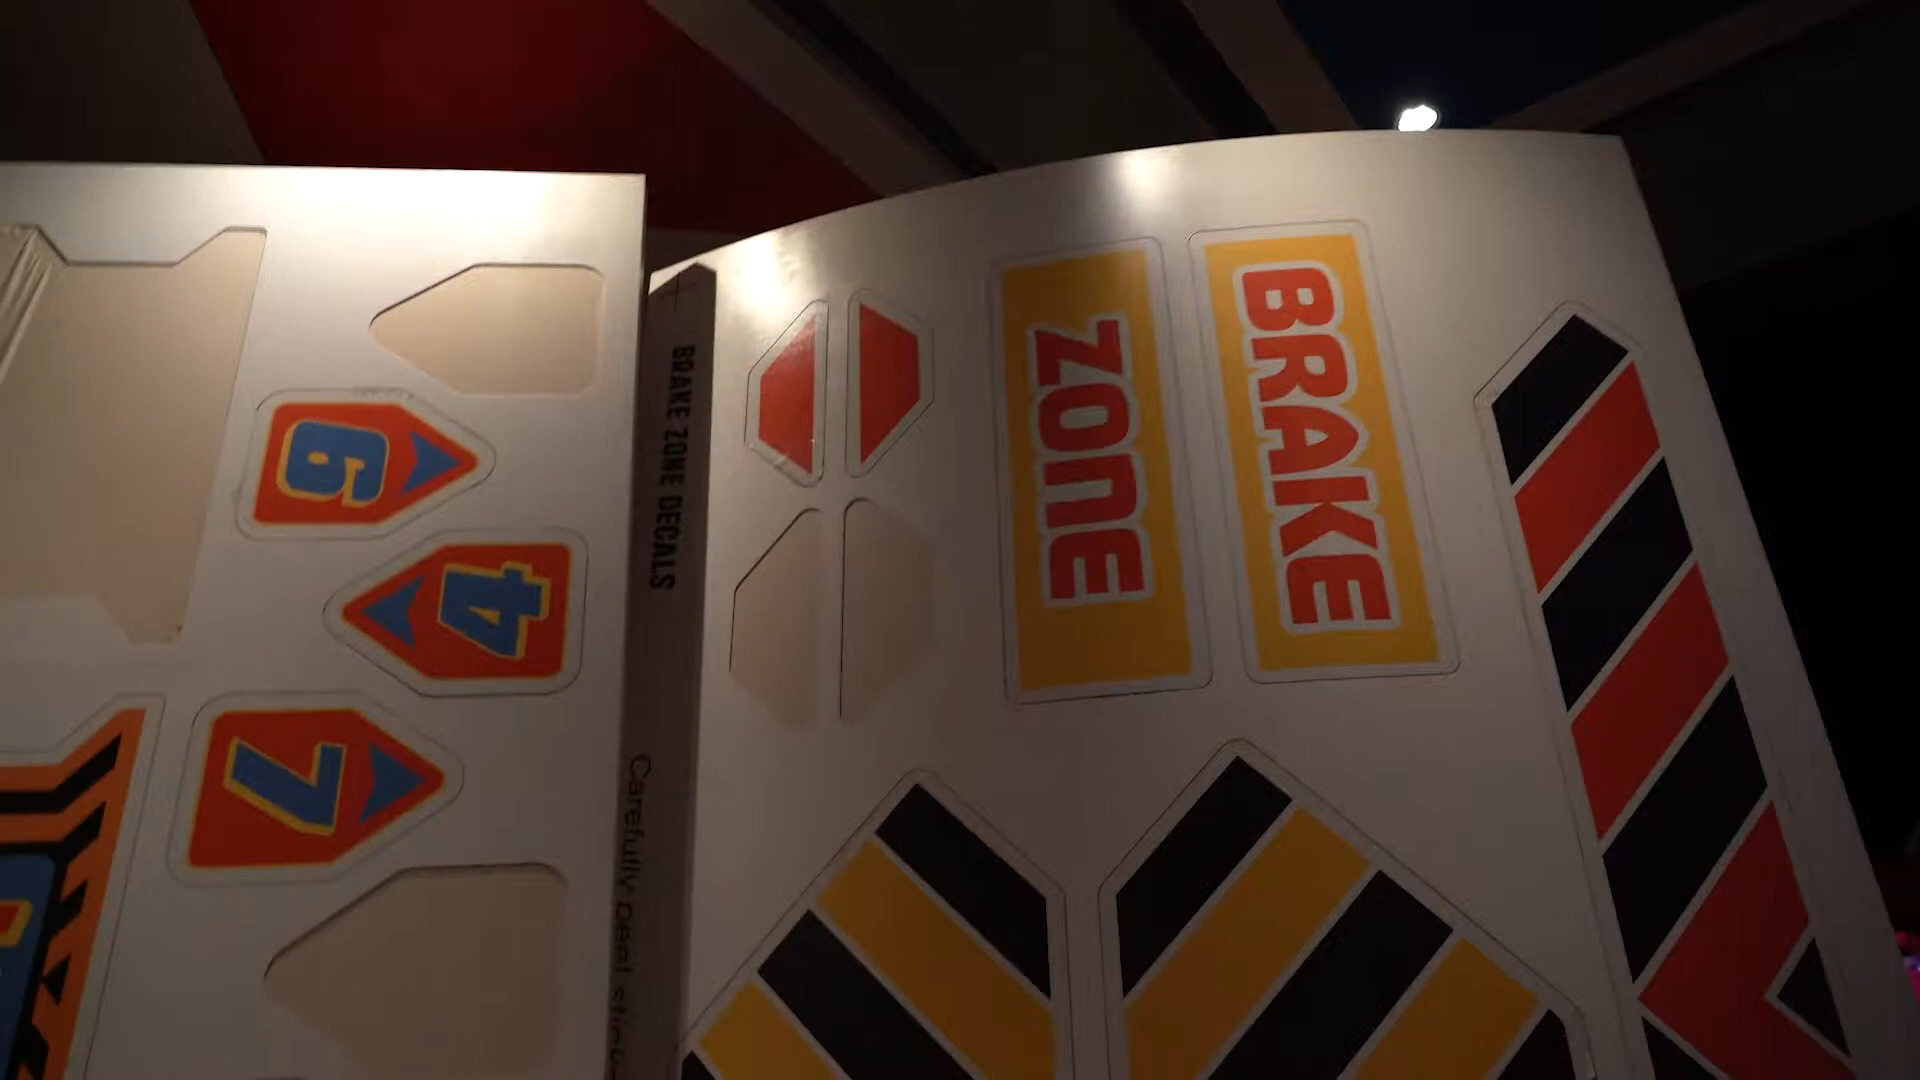 6
4
7
BRAKE ZONE DECALS
Carefully peel
ZONE
BRAKE